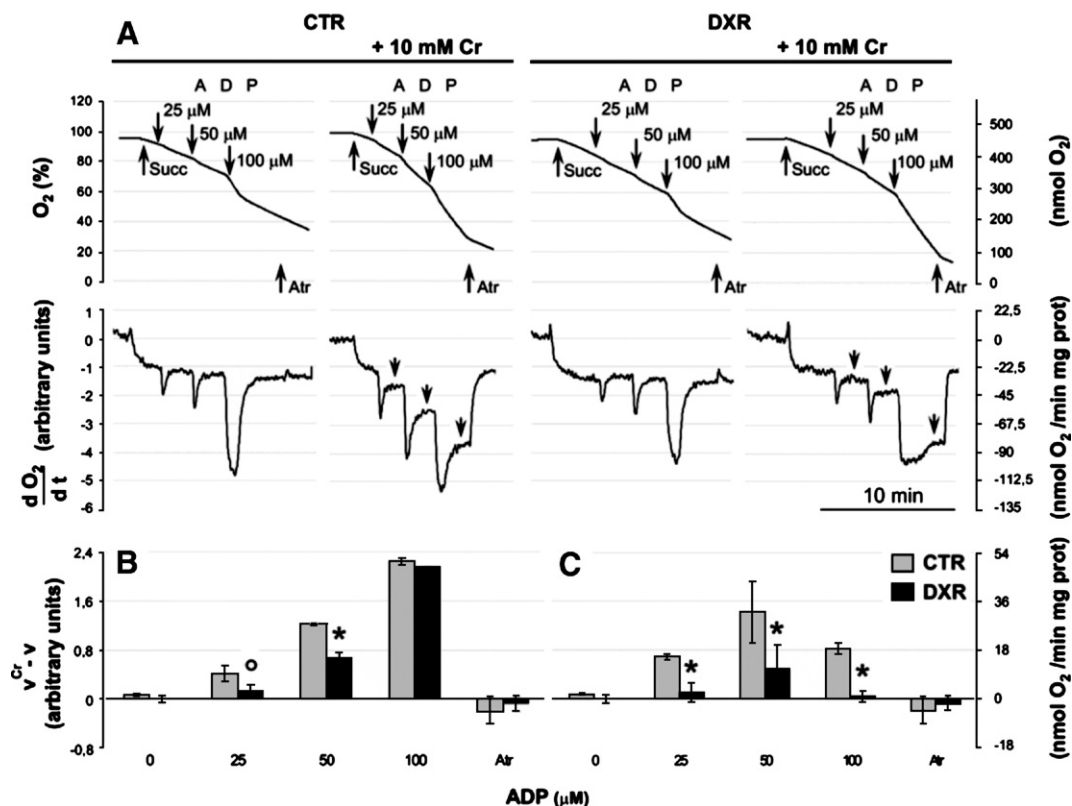 A
CTR
DXR
+ 10 mM Cr
+ 10 mM Cr
A D P
A D P
A D P
A D P
O2 (%)
120
100
80
60
40
20
0
25 µM
50 µM
100 µM
Succ
Atr
25 µM
50 µM
100 µM
Succ
Atr
25 µM
50 µM
100 µM
Succ
Atr
25 µM
50 µM
100 µM
Succ
Atr
500
400
300
200
100
0
(nmol O2)
d O2
d t
(arbitrary units)
1
0
-1
-2
-3
-4
-5
-6
10 min
22,5
0
-22,5
-45
-67,5
-90
-112,5
-135
(nmol O2 /min mg prot)
B
vCr - v
(arbitrary units)
2,4
1,6
0,8
0
-0,8
*
C
CTR
DXR
*
*
*
54
36
18
0
-18
(nmol O2 /min mg prot)
0 25 50 100 Atr
0 25 50 100 Atr
ADP (µM)